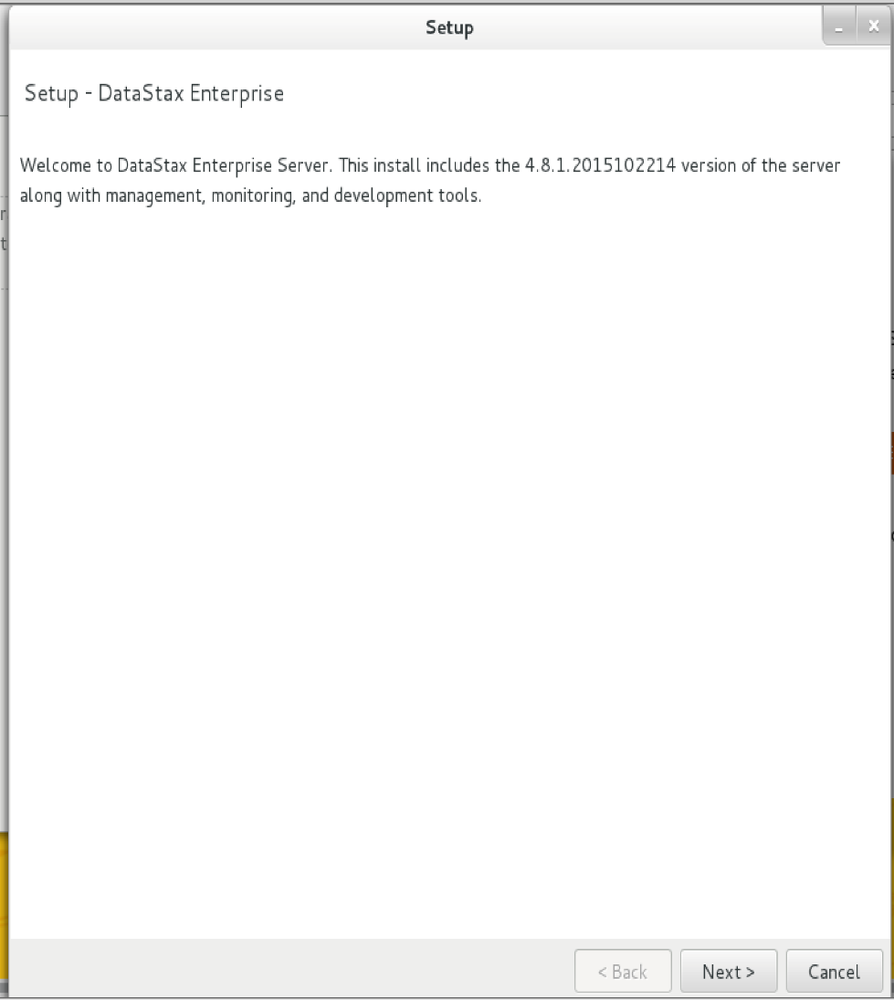 Setup
Setup - DataStax Enterprise
Welcome to DataStax Enterprise Server. This install includes the 4.8.1.2015102214 version of the server
along with management, monitoring, and development tools.
< Back Next > Cancel